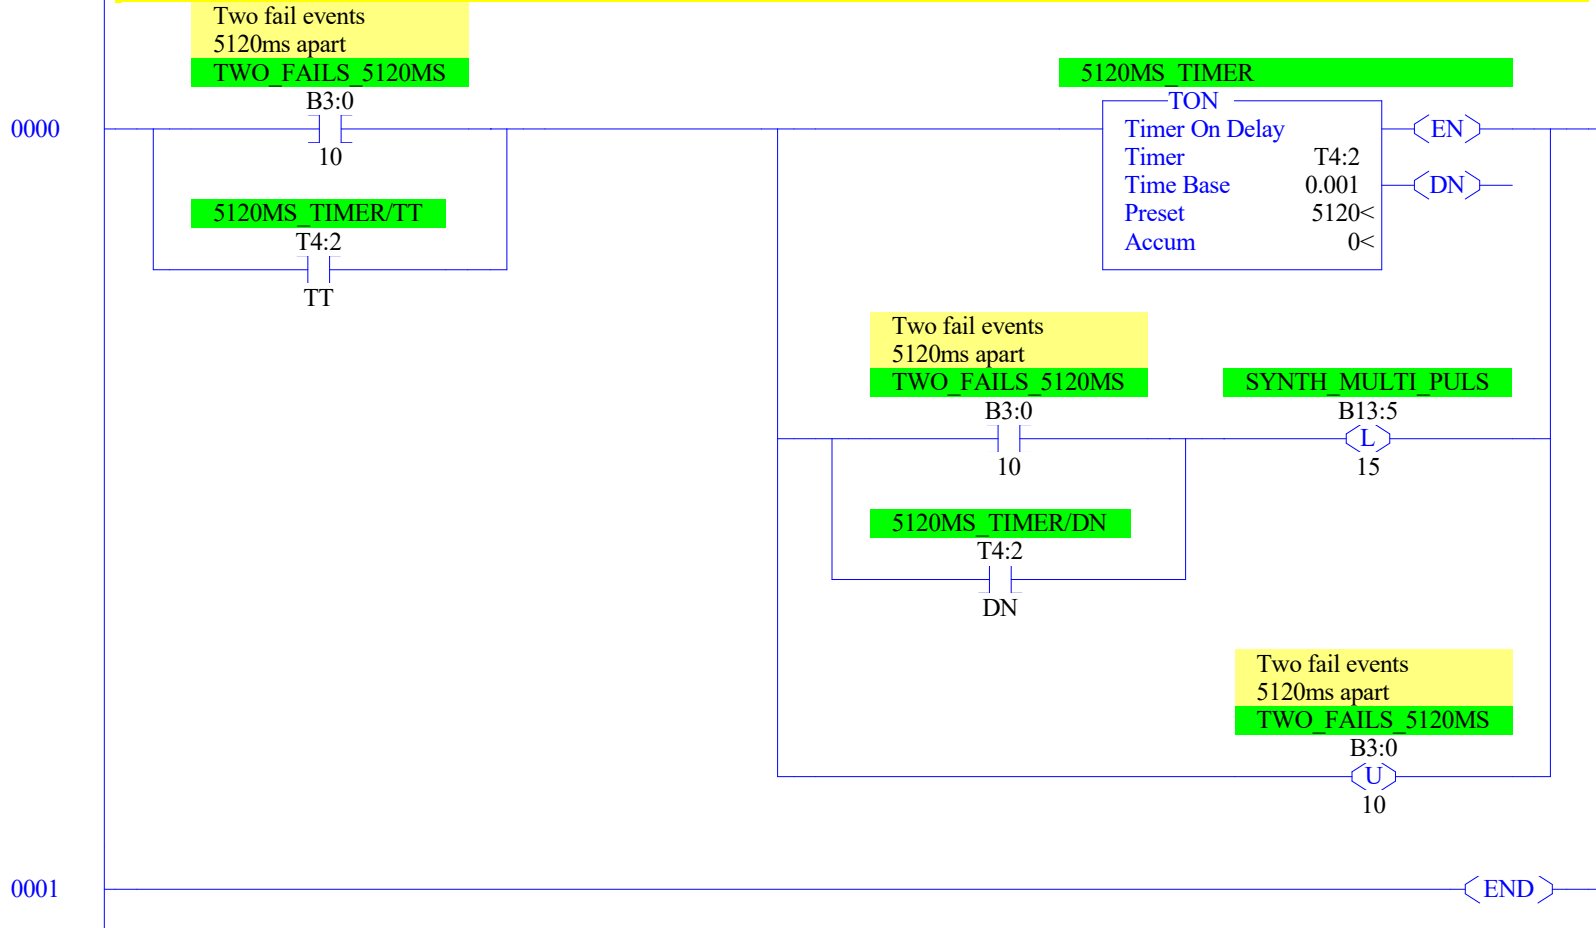 Two fail events
5120ms apart
TWO_FAILS_5120MS
B3:0
10
0000
5120MS_TIMER/TT
T4:2
TT
5120MS_TIMER
TON
Timer On Delay
Timer T4:2
Time Base 0.001
Preset 5120<
Accum 0<
EN
DN
Two fail events
5120ms apart
TWO_FAILS_5120MS
B3:0
10
5120MS_TIMER/DN
T4:2
DN
SYNTH_MULTI_PULS
B13:5
L
15
Two fail events
5120ms apart
TWO_FAILS_5120MS
B3:0
U
10
0001
END